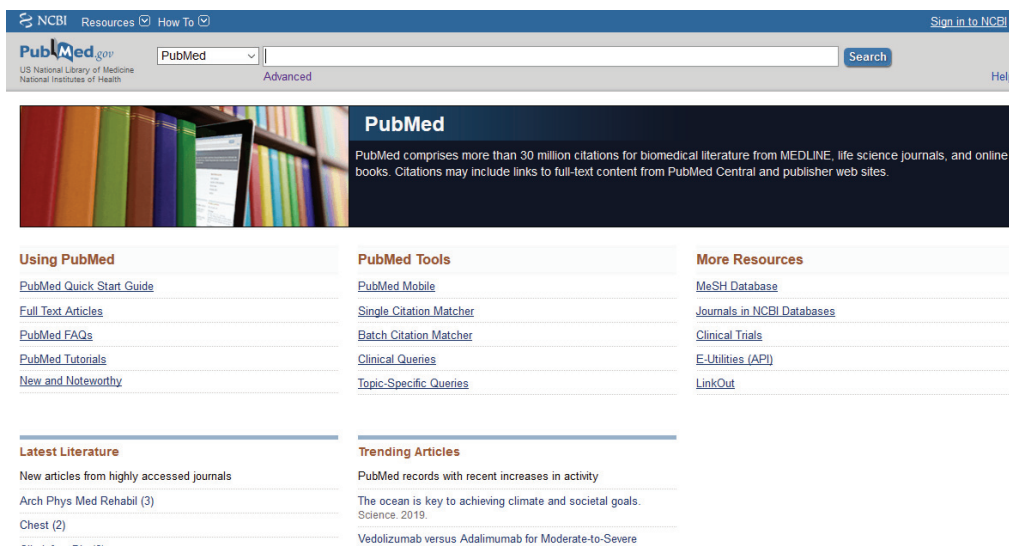 NCBI Resources How To Sign in to NCBI
PubMed.gov
US National Library of Medicine
National Institutes of Health
PubMed
Search
Advanced
Help
PubMed
PubMed comprises more than 30 million citations for biomedical literature from MEDLINE, life science journals, and online
books. Citations may include links to full-text content from PubMed Central and publisher web sites.
Using PubMed
PubMed Quick Start Guide
Full Text Articles
PubMed FAQs
PubMed Tutorials
New and Noteworthy
PubMed Tools
PubMed Mobile
Single Citation Matcher
Batch Citation Matcher
Clinical Queries
Topic-Specific Queries
More Resources
MeSH Database
Journals in NCBI Databases
Clinical Trials
E-Utilities (API)
LinkOut
Latest Literature
New articles from highly accessed journals
Arch Phys Med Rehabil (3)
Chest (2)
Trending Articles
PubMed records with recent increases in activity
The ocean is key to achieving climate and societal goals.
Science. 2019.
Vedolizumab versus Adalimumab for Moderate-to-Severe